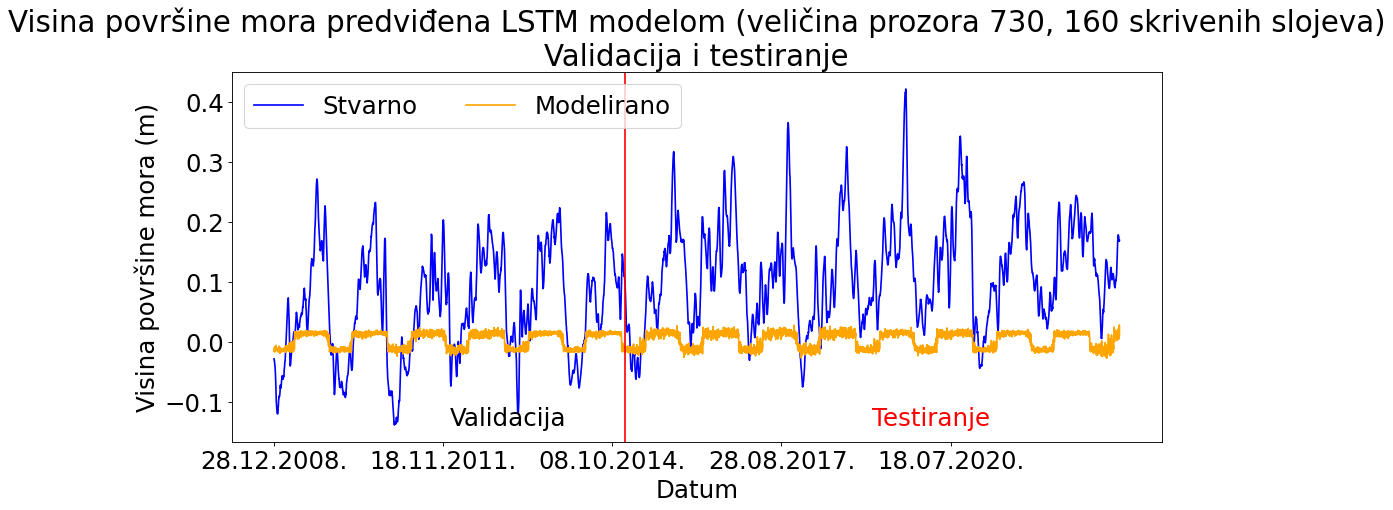 Visina površine mora predviđena LSTM modelom (veličina prozora 730, 160 skrivenih slojeva)
Validacija i testiranje
Stvarno Modelirano
Visina površine mora (m)
0.4
0.3
0.2
0.1
0.0
−0.1
Validacija
Testiranje
28.12.2008. 18.11.2011. 08.10.2014. 28.08.2017. 18.07.2020.
Datum